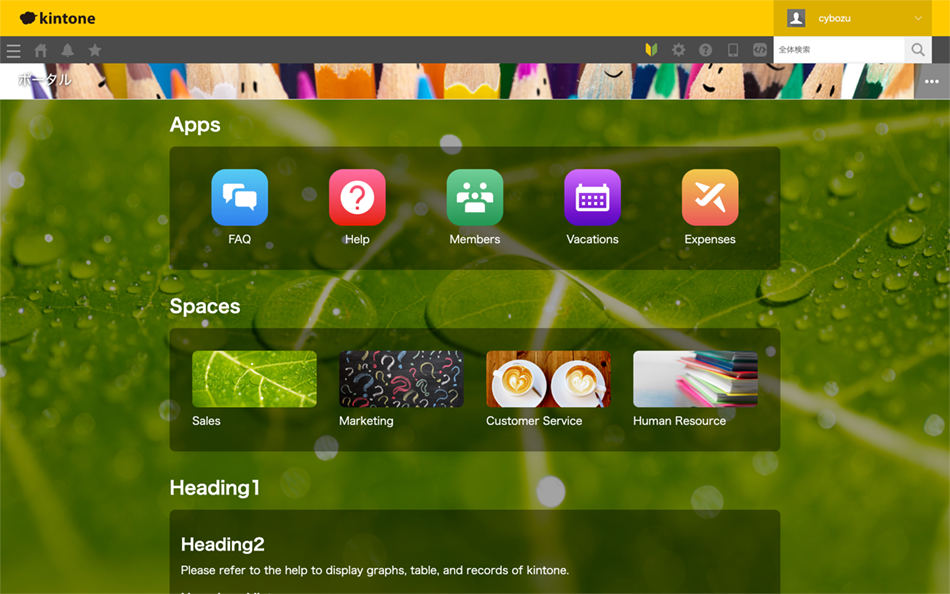 kintone
cybozu
全体検索
ポータル
Apps
FAQ
Help
Members
Vacations
Expenses
Spaces
Sales
Marketing
Customer Service
Human Resource
Heading1
Heading2
Please refer to the help to display graphs, table, and records of kintone.